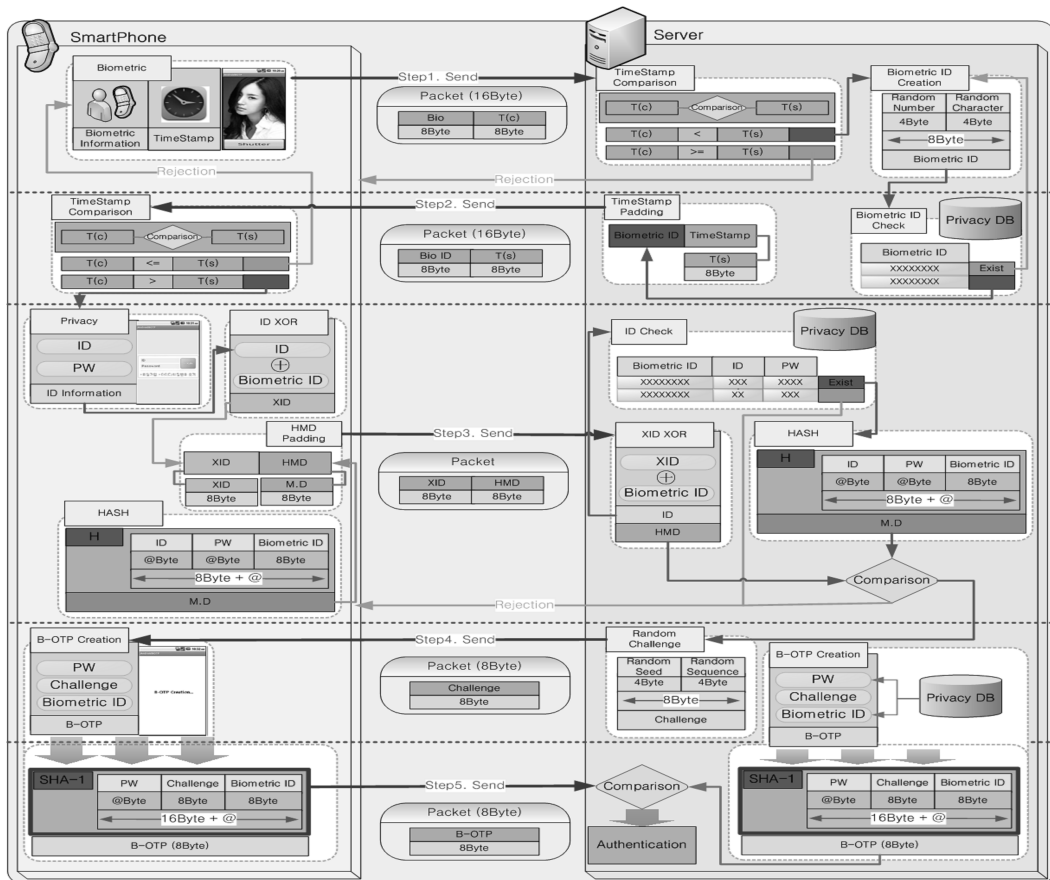 SmartPhone
Server
Biometric
Biometric
Information
TimeStamp
Shutter
Step1. Send
Packet (16Byte)
Bio
T(c)
8Byte
8Byte
TimeStamp
Comparison
T(c)
Comparison
T(s)
T(c)
<
T(s)
T(c)
>=
T(s)
Biometric ID
Creation
Random
Number
Random
Character
4Byte
4Byte
8Byte
Biometric ID
Rejection
Rejection
TimeStamp
Comparison
T(c)
Comparison
T(s)
T(c)
<=
T(s)
T(c)
>
T(s)
Step2. Send
Packet (16Byte)
Bio ID
T(s)
8Byte
8Byte
TimeStamp
Padding
Biometric ID
TimeStamp
T(s)
8Byte
Biometric ID
Check
Privacy DB
Biometric ID
XXXXXXXX
Exist
XXXXXXXX
Privacy
ID
PW
ID Information
ID XOR
ID
Biometric ID
XID
ID Check
Privacy DB
Biometric ID
ID
PW
XXXXXXXX
XXX
XXXX
Exist
XXXXXXXX
XX
XXX
HMD
Padding
XID
HMD
XID
M.D
8Byte
8Byte
Step3. Send
Packet
XID
HMD
8Byte
8Byte
XID XOR
XID
Biometric ID
ID
HMD
HASH
H
ID
PW
Biometric ID
@Byte
@Byte
8Byte
8Byte + @
M.D
HASH
H
ID
PW
Biometric ID
@Byte
@Byte
8Byte
8Byte + @
M.D
Comparison
Rejection
B-OTP Creation
PW
Challenge
Biometric ID
B-OTP
B-OTP Creation...
Step4. Send
Packet (8Byte)
Challenge
8Byte
Random
Challenge
Random
Seed
Random
Sequence
4Byte
4Byte
8Byte
Challenge
B-OTP Creation
PW
Challenge
Biometric ID
B-OTP
Privacy DB
SHA-1
PW
Challenge
Biometric ID
@Byte
8Byte
8Byte
16Byte + @
B-OTP (8Byte)
Step5. Send
Packet (8Byte)
B-OTP
8Byte
Comparison
Authentication
SHA-1
PW
Challenge
Biometric ID
@Byte
8Byte
8Byte
16Byte + @
B-OTP (8Byte)